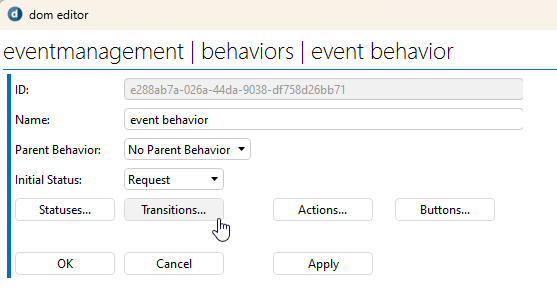 dom editor
eventmanagement | behaviors | event behavior
ID: e288ab7a-026a-44da-9038-df758d26bb71
Name: event behavior
Parent Behavior: No Parent Behavior
Initial Status: Request
Statuses... Transitions... Actions... Buttons...
OK Cancel Apply